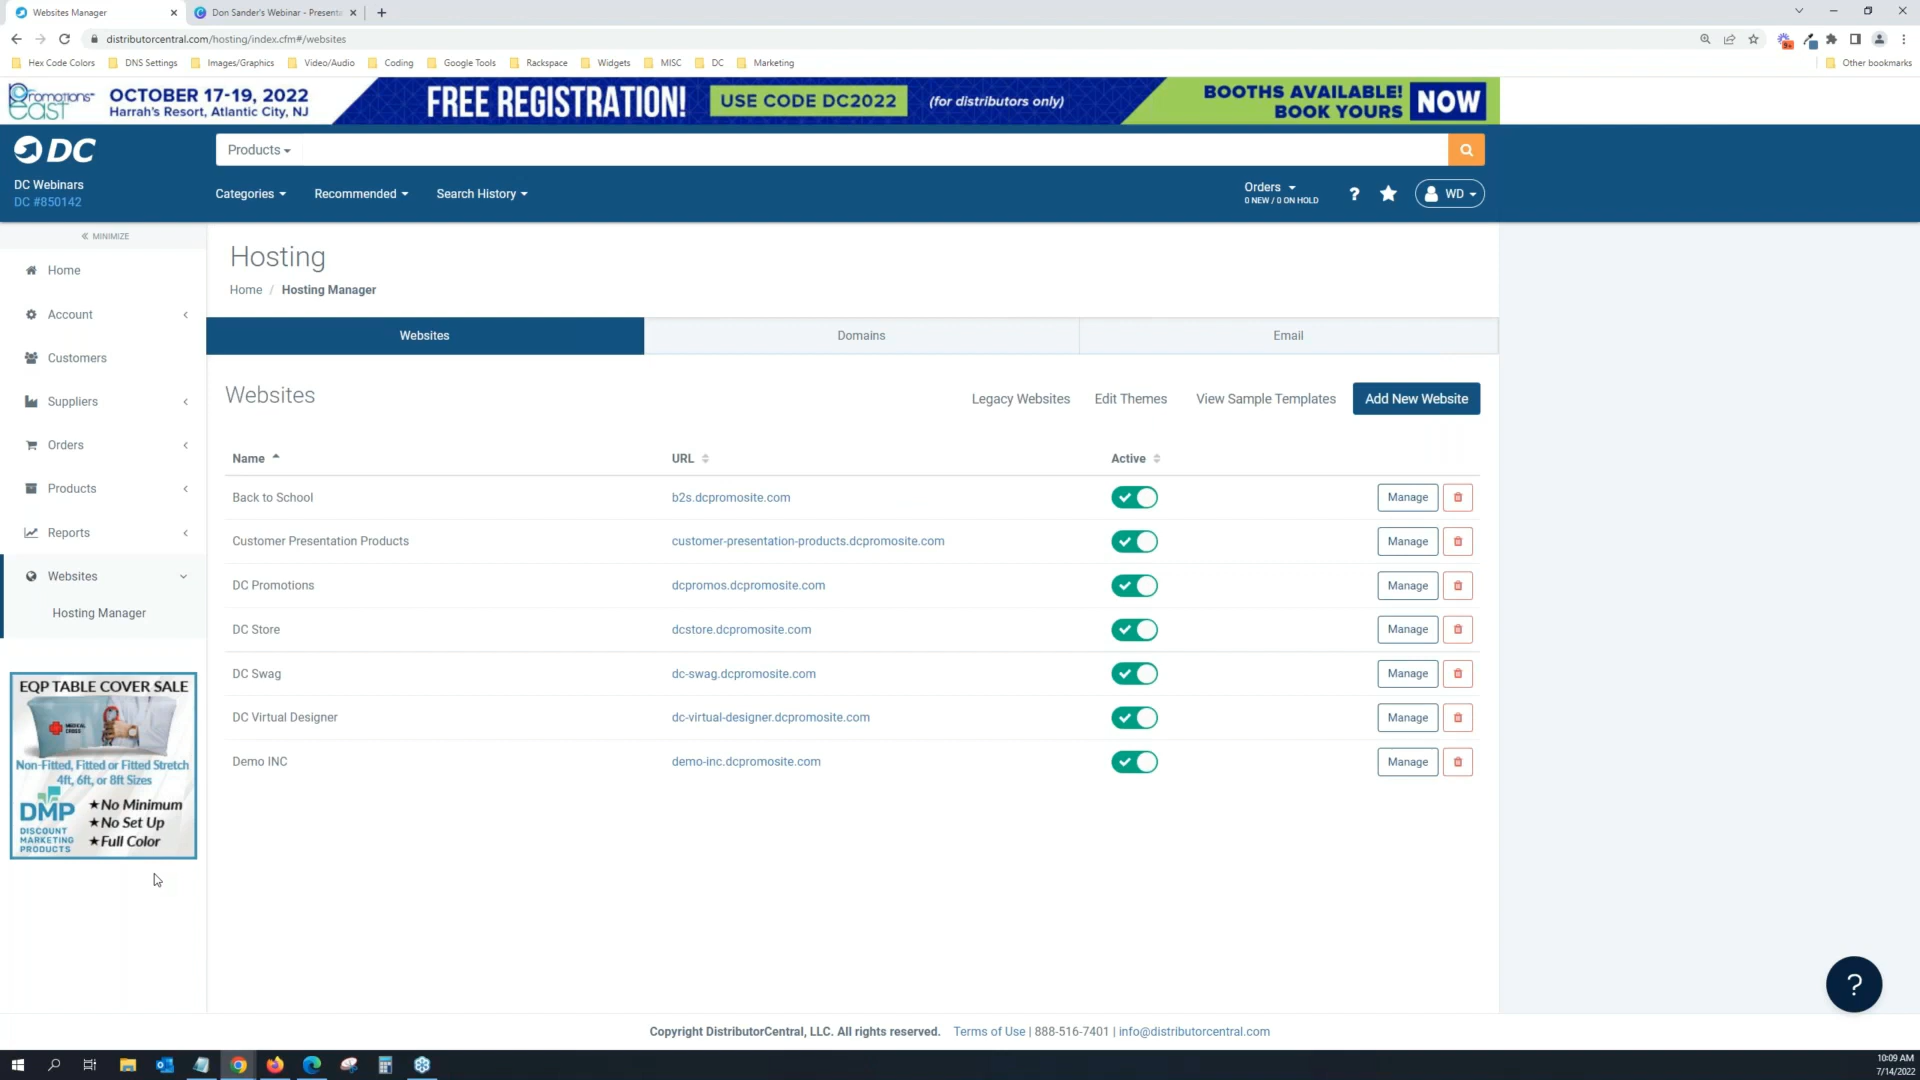 Websites Manager
Don Sander's Webinar - Presenta
distributorcentral.com/hosting/index.cfm#/websites
Hex Code Colors
DNS Settings
Images/Graphics
Video/Audio
Coding
Google Tools
Rackspace
Widgets
MISC
DC
Marketing
Other bookmarks
Promotions East
OCTOBER 17-19, 2022
Harrah's Resort, Atlantic City, NJ
FREE REGISTRATION!
USE CODE DC2022
(for distributors only)
BOOTHS AVAILABLE!
BOOK YOURS
NOW
DC
DC Webinars
DC #850142
Products
Categories
Recommended
Search History
Orders
0 NEW / 0 ON HOLD
?
WD
MINIMIZE
Home
Account
Customers
Suppliers
Orders
Products
Reports
Websites
Hosting Manager
Hosting
Home / Hosting Manager
Websites
Domains
Email
Websites
Legacy Websites
Edit Themes
View Sample Templates
Add New Website
Name
URL
Active
Back to School
b2s.dcpromosite.com
Manage
Customer Presentation Products
customer-presentation-products.dcpromosite.com
Manage
DC Promotions
dcpromos.dcpromosite.com
Manage
DC Store
dcstore.dcpromosite.com
Manage
DC Swag
dc-swag.dcpromosite.com
Manage
DC Virtual Designer
dc-virtual-designer.dcpromosite.com
Manage
Demo INC
demo-inc.dcpromosite.com
Manage
EQP TABLE COVER SALE
MEDICAL
CROSS
Non-Fitted, Fitted or Fitted Stretch
4ft, 6ft, or 8ft Sizes
DMP
DISCOUNT
MARKETING
PRODUCTS
★No Minimum
★No Set Up
★Full Color
?
Copyright DistributorCentral, LLC. All rights reserved. Terms of Use | 888-516-7401 | info@distributorcentral.com
10:09 AM
7/14/2022